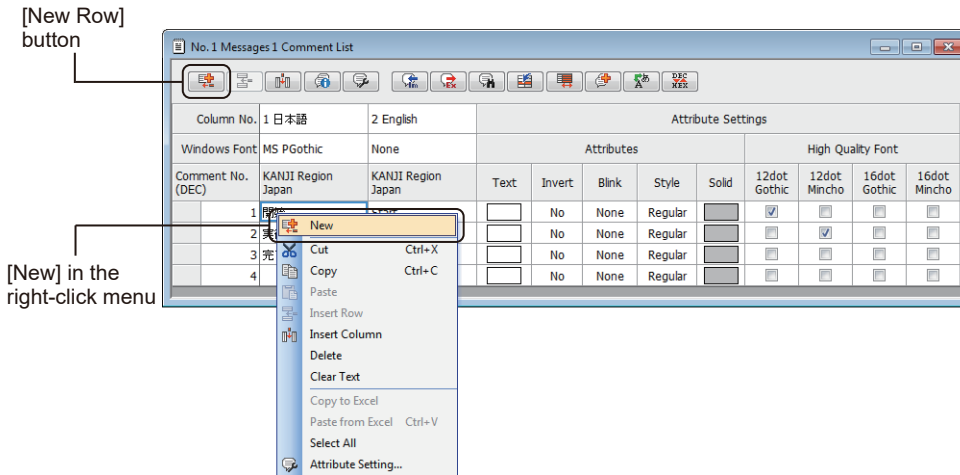 [New Row]
button
No. 1 Messages 1 Comment List
DEC
HEX
Column No. 1 日本語 2 English Attribute Settings
Windows Font MS PGothic None Attributes High Quality Font
Comment No. (DEC) KANJI Region Japan KANJI Region Japan Text Invert Blink Style Solid 12dot Gothic 12dot Mincho 16dot Gothic 16dot Mincho
1 No None Regular
2 No None Regular
3 完 No None Regular
4 No None Regular
[New] in the
right-click menu
New
Cut Ctrl+X
Copy Ctrl+C
Paste
Insert Row
Insert Column
Delete
Clear Text
Copy to Excel
Paste from Excel Ctrl+V
Select All
Attribute Setting...